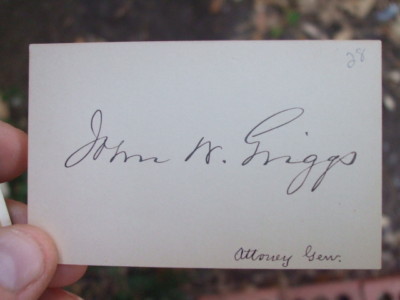 28
John W. Griggs
Attorney Gen.